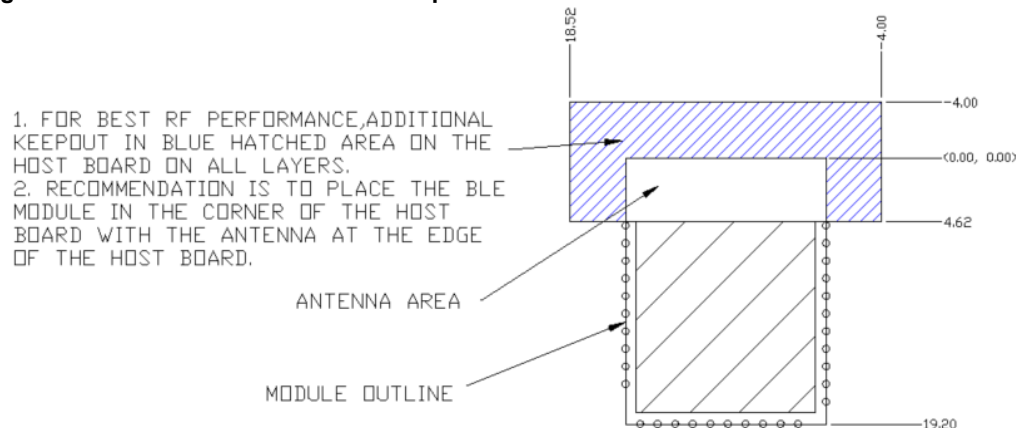 18.52
-4.00
1. FOR BEST RF PERFORMANCE,ADDITIONAL
KEEPOUT IN BLUE HATCHED AREA ON THE
HOST BOARD ON ALL LAYERS.
2. RECOMMENDATION IS TO PLACE THE BLE
MODULE IN THE CORNER OF THE HOST
BOARD WITH THE ANTENNA AT THE EDGE
OF THE HOST BOARD.
-4.00
(0.00, 0.00)
4.62
ANTENNA AREA
MODULE OUTLINE
19.20